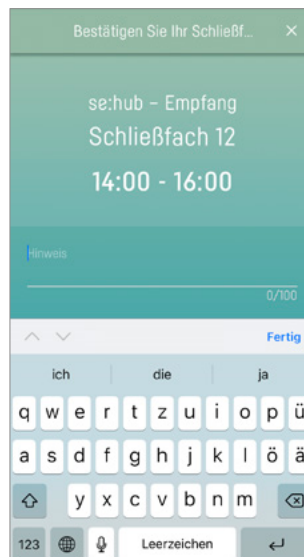 Bestätigen Sie Ihr Schließf... ×
se:hub – Empfang
Schließfach 12
14:00 - 16:00
Hinweis
0/100
Fertig
ich die ja
q w e r t z u i o p ü
a s d f g h j k l ö ä
y x c v b n m
123 Leerzeichen